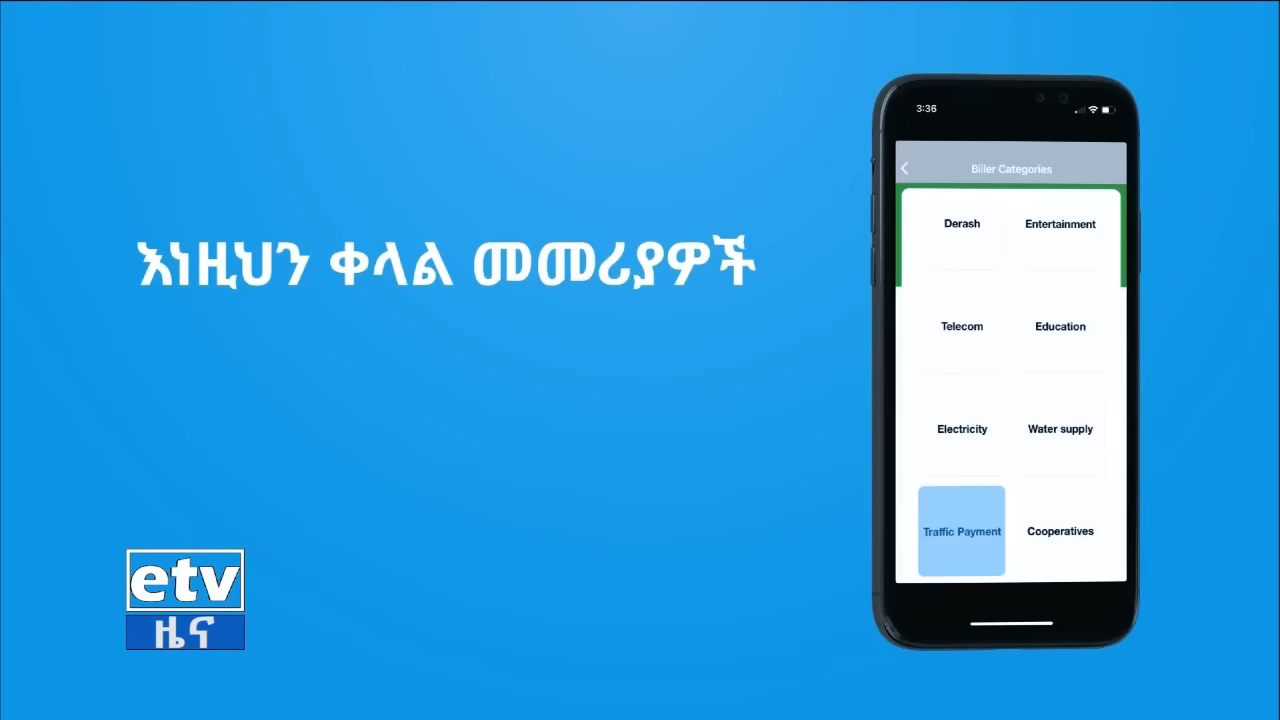 3:36
Biller Categories
Derash Entertainment
እነዚህን ቀላል መመሪያዎች
Telecom Education
Electricity Water supply
Traffic Payment Cooperatives
etv
ዜና